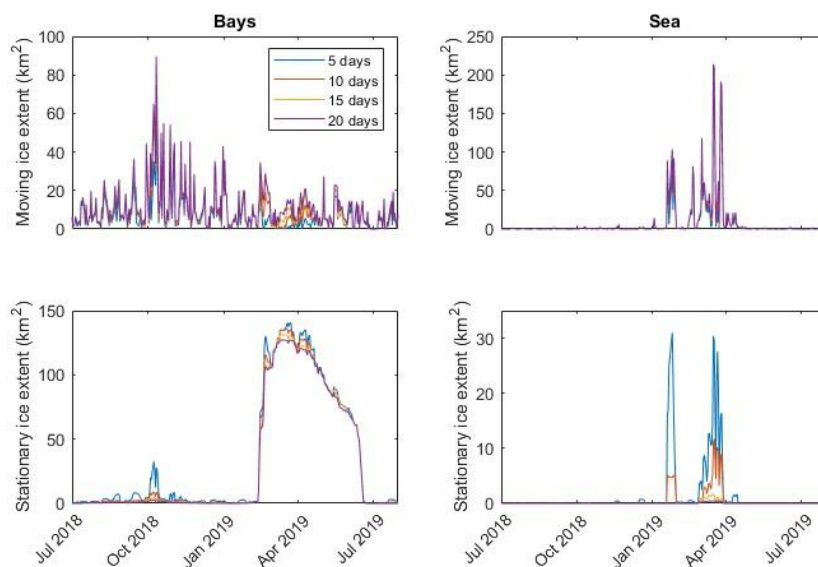 Bays
Sea
Moving ice extent (km²)
100
80
60
40
20
0
5 days
10 days
15 days
20 days
Moving ice extent (km²)
250
200
150
100
50
0
Stationary ice extent (km²)
150
100
50
0
Jul 2018
Oct 2018
Jan 2019
Apr 2019
Jul 2019
Stationary ice extent (km²)
30
20
10
0
Jul 2018
Oct 2018
Jan 2019
Apr 2019
Jul 2019